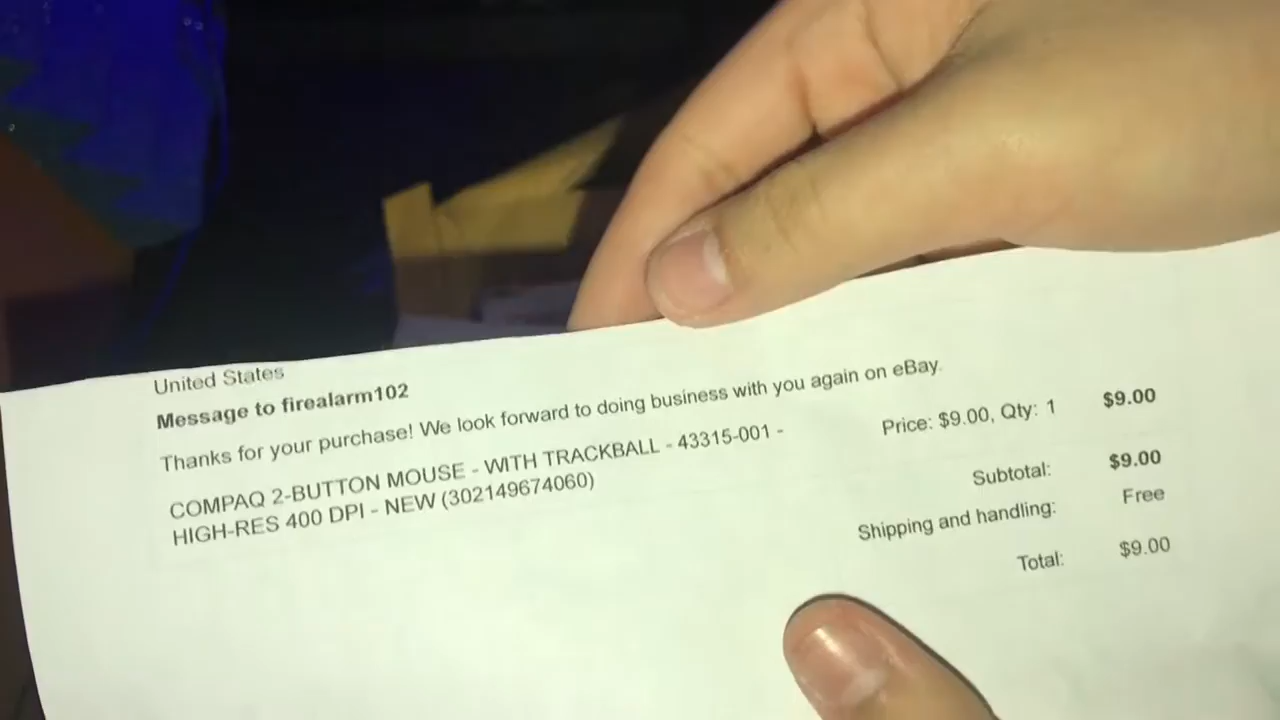 United States
Message to firealarm102
Thanks for your purchase! We look forward to doing business with you again on eBay.
COMPAQ 2-BUTTON MOUSE - WITH TRACKBALL - 43315-001 -
HIGH-RES 400 DPI - NEW (302149674060)
Price: $9.00, Qty: 1 $9.00
Subtotal: $9.00
Shipping and handling: Free
Total: $9.00